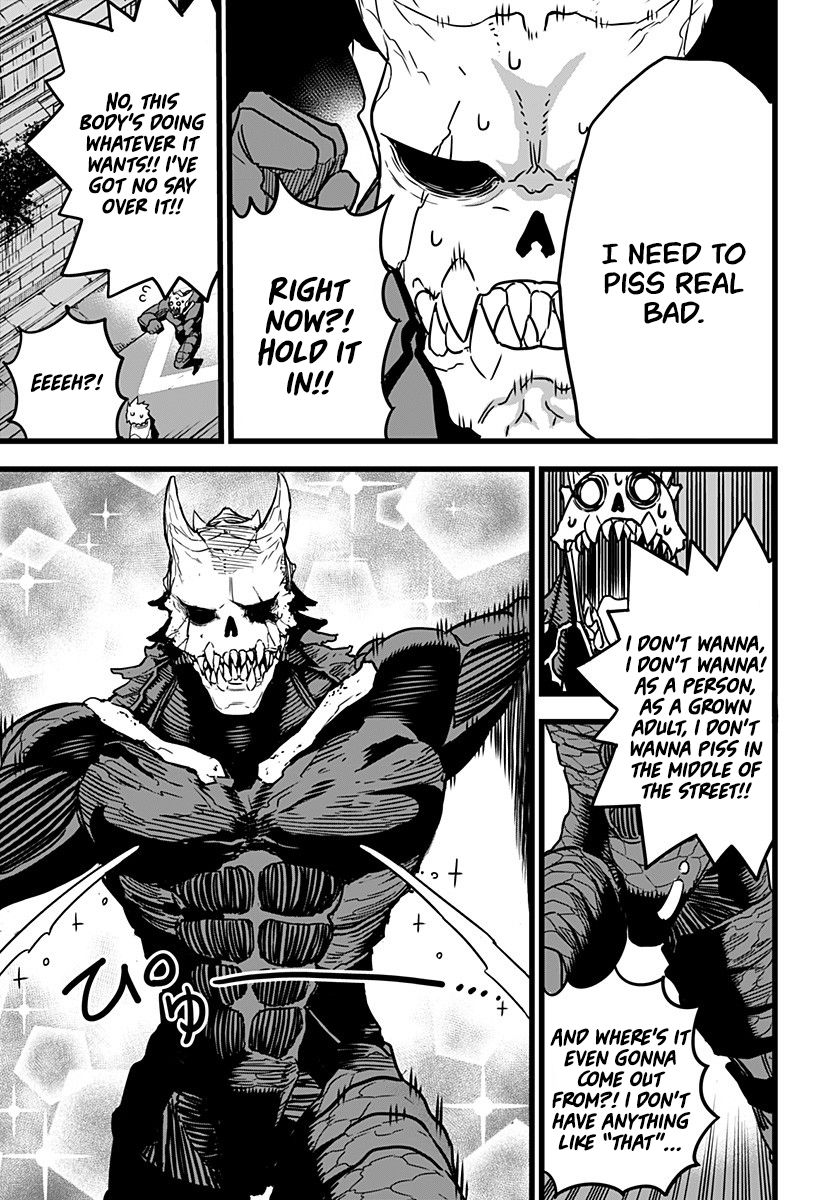 I NEED TO
PISS REAL
BAD.
RIGHT
NOW?!
HOLD IT
IN!!
NO, THIS
BODY'S DOING
WHATEVER IT
WANTS!! I'VE
GOT NO SAY
OVER IT!!
EEEEH?!
I DON'T WANNA,
I DON'T WANNA!
AS A PERSON,
AS A GROWN
ADULT, I DON'T
WANNA PISS IN
THE MIDDLE OF
THE STREET!!
AND WHERE'S IT
EVEN GONNA
COME OUT
FROM?! I DON'T
HAVE ANYTHING
LIKE "THAT"...
ぴゅー